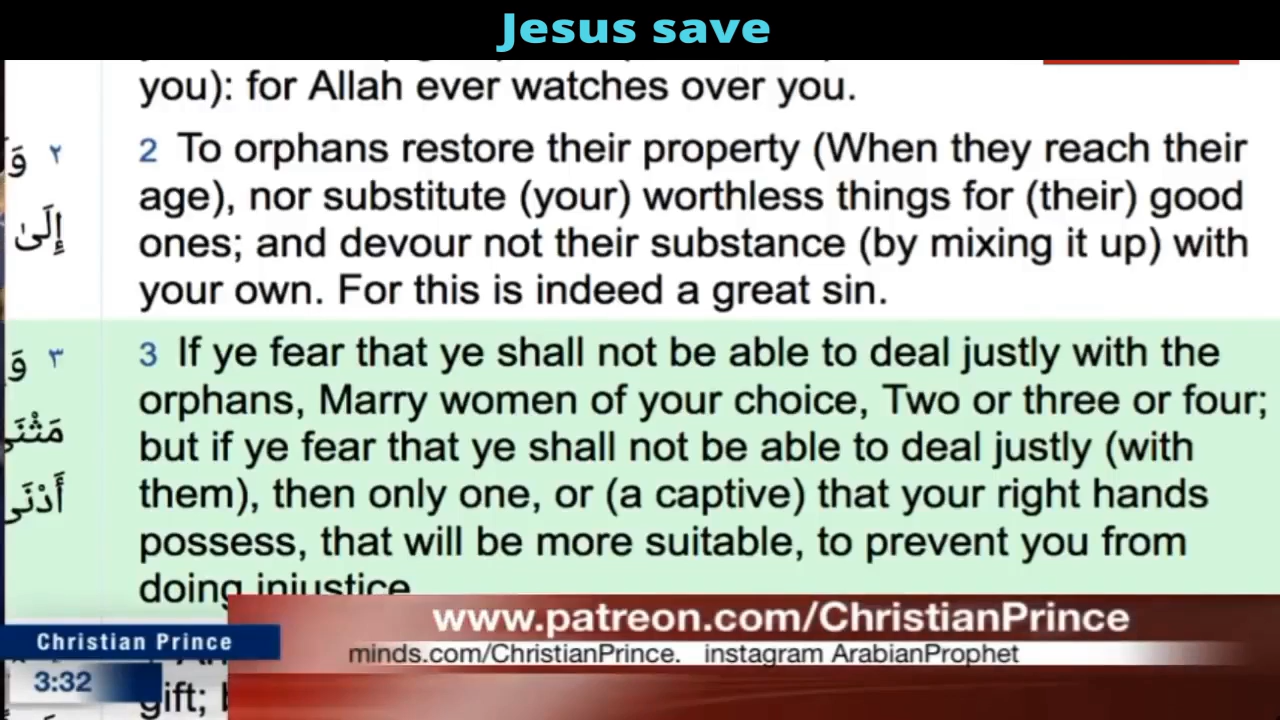 Jesus save
you): for Allah ever watches over you.
2 To orphans restore their property (When they reach their
age), nor substitute (your) worthless things for (their) good
ones; and devour not their substance (by mixing it up) with
your own. For this is indeed a great sin.
3 If ye fear that ye shall not be able to deal justly with the
orphans, Marry women of your choice, Two or three or four;
but if ye fear that ye shall not be able to deal justly (with
them), then only one, or (a captive) that your right hands
possess, that will be more suitable, to prevent you from
doing injustice
٢
إِلَىٰ
٣
www.patreon.com/ChristianPrince
Christian Prince
minds.com/ChristianPrince. instagram ArabianProphet
3:32
gift;